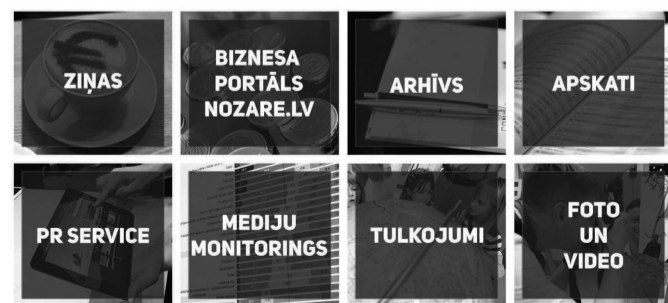 ZIŅAS
BIZNESA
PORTĀLS
NOZARE.LV
ARHĪVS
APSKATI
PR SERVICE
MEDIJU
MONITORINGS
TULKOJUMI
FOTO
UN
VIDEO